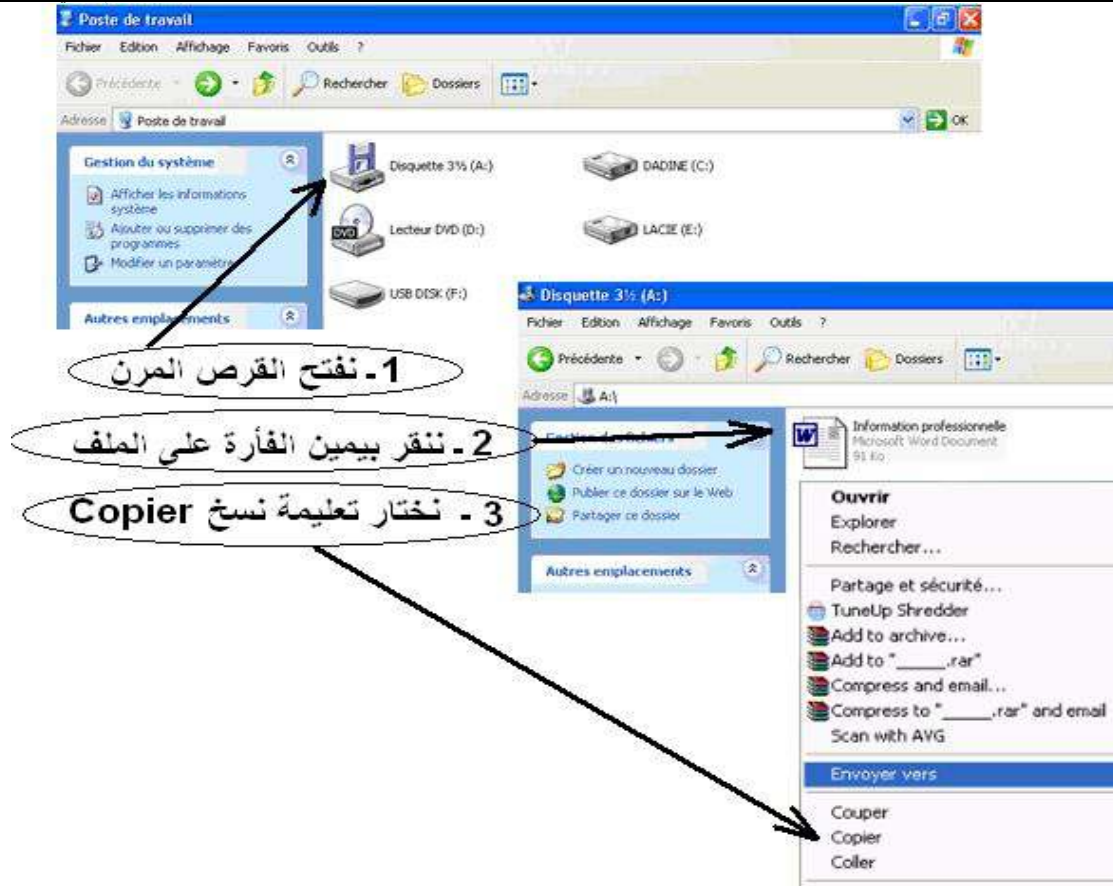 Poste de travail
Fichier Edition Affichage Favoris Outils ?
Précédente Rechercher Dossiers
Adresse Poste de travail OK
Gestion du système
Afficher les informations
système
Ajouter ou supprimer des
programmes
Modifier un paramètre
Autres emplacements
Disquette 3½ (A:)
DADINE (C:)
Lecteur DVD (D:)
LACIE (E:)
USB DISK (F:)
1 ـ نفتح القرص المرن
2 ـ ننقر بيمين الفأرة على الملف
3 ـ نختار تعليمة نسخ Copier
Disquette 3½ (A:)
Fichier Edition Affichage Favoris Outils ?
Précédente Rechercher Dossiers
Adresse A:\
Gestion des fichiers
Créer un nouveau dossier
Publier ce dossier sur le Web
Partager ce dossier
Autres emplacements
Information professionnelle
Microsoft Word Document
91 Ko
Ouvrir
Explorer
Rechercher...
Partage et sécurité...
TuneUp Shredder
Add to archive...
Add to "_____.rar"
Compress and email...
Compress to "_____.rar" and email
Scan with AVG
Envoyer vers
Couper
Copier
Coller